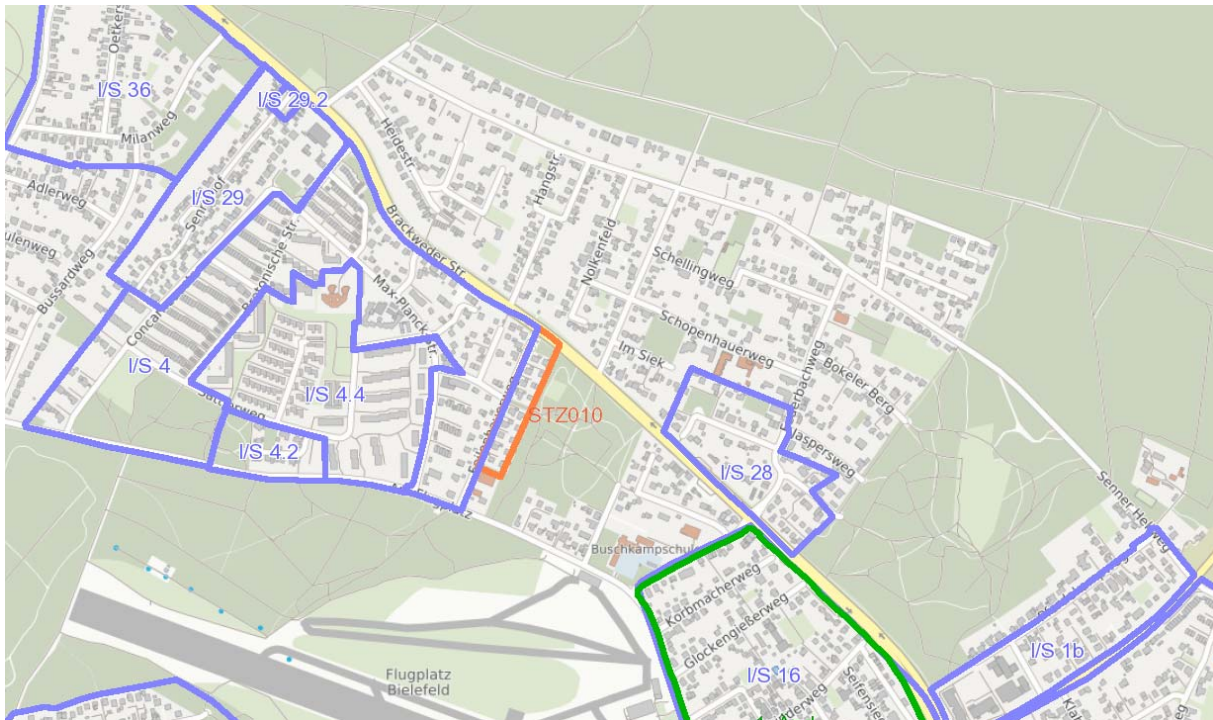 Oetker
I/S 36
I/S 29.2
Milanweg
Heidestr.
Hangstr.
Adlerweg
I/S 29
Bussardweg
Brackweder Str.
Nolkenfeld
Schellingweg
Max-Planck-Str.
Schopenhauerweg
Im Siek
Bokeler Berg
I/S 4
I/S 4.4
STZ010
Jaspersweg
I/S 4.2
I/S 28
Senner Hellweg
Buschkampschule
Korbmacherweg
Glockengießerweg
I/S 16
I/S 1b
Flugplatz
Bielefeld